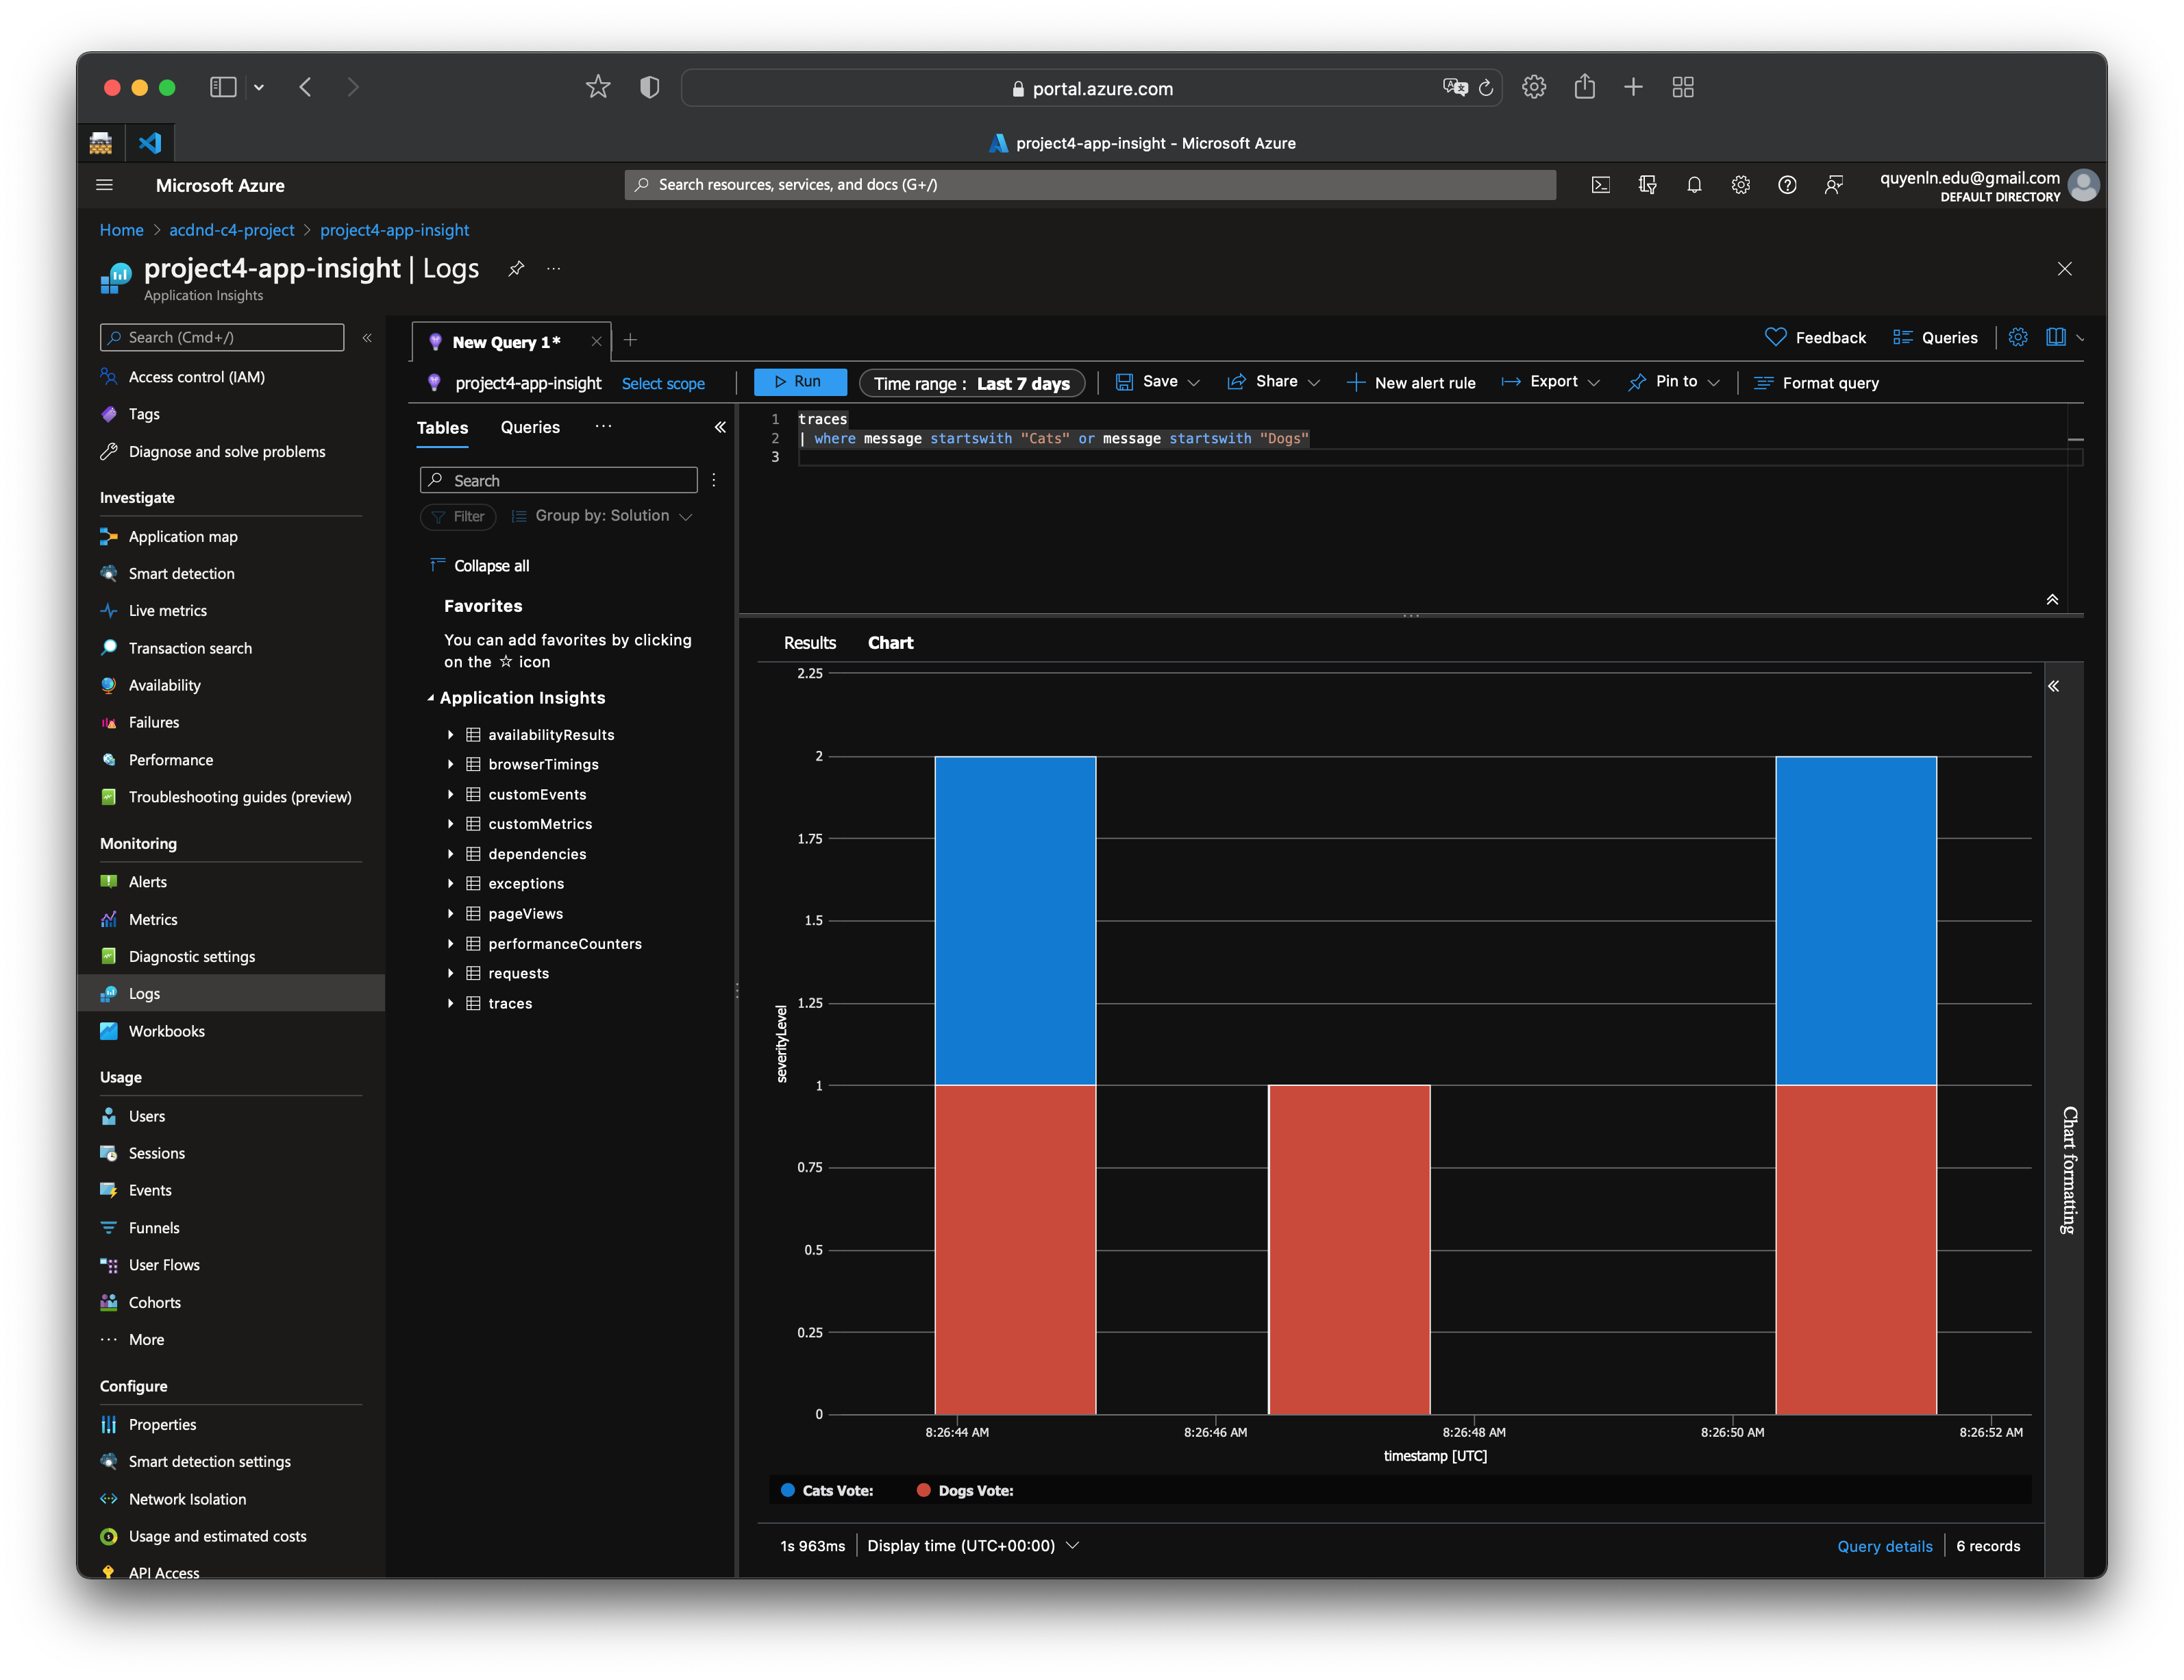 portal.azure.com
project4-app-insight - Microsoft Azure
Microsoft Azure
Search resources, services, and docs (G+/)
quyenln.edu@gmail.com
DEFAULT DIRECTORY
Home > acdnd-c4-project > project4-app-insight
project4-app-insight | Logs
Application Insights
Search (Cmd+/)
Access control (IAM)
Tags
Diagnose and solve problems
Investigate
Application map
Smart detection
Live metrics
Transaction search
Availability
Failures
Performance
Troubleshooting guides (preview)
Monitoring
Alerts
Metrics
Diagnostic settings
Logs
Workbooks
Usage
Users
Sessions
Events
Funnels
User Flows
Cohorts
More
Configure
Properties
Smart detection settings
Network Isolation
Usage and estimated costs
API Access
New Query 1*
Feedback
Queries
project4-app-insight
Select scope
Run
Time range : Last 7 days
Save
Share
New alert rule
Export
Pin to
Format query
Tables
Queries
Search
Filter
Group by: Solution
Collapse all
Favorites
You can add favorites by clicking
on the ☆ icon
Application Insights
availabilityResults
browserTimings
customEvents
customMetrics
dependencies
exceptions
pageViews
performanceCounters
requests
traces
1 traces
2 | where message startswith "Cats" or message startswith "Dogs"
3
Results
Chart
2.25
2
1.75
1.5
1.25
1
0.75
0.5
0.25
0
severityLevel
8:26:44 AM
8:26:46 AM
8:26:48 AM
8:26:50 AM
8:26:52 AM
timestamp [UTC]
Cats Vote:
Dogs Vote:
Chart formatting
1s 963ms
Display time (UTC+00:00)
Query details
6 records